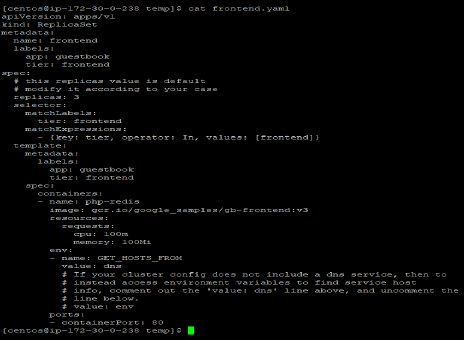 [centos@ip-172-30-0-238 temp]$ cat frontend.yaml
apiVersion: apps/v1
kind: ReplicaSet
metadata:
  name: frontend
  labels:
    app: guestbook
    tier: frontend
spec:
  # this replicas value is default
  # modify it according to your case
  replicas: 3
  selector:
    matchLabels:
      tier: frontend
    matchExpressions:
      - {key: tier, operator: In, values: [frontend]}
  template:
    metadata:
      labels:
        app: guestbook
        tier: frontend
    spec:
      containers:
      - name: php-redis
        image: gcr.io/google_samples/gb-frontend:v3
        resources:
          requests:
            cpu: 100m
            memory: 100Mi
        env:
        - name: GET_HOSTS_FROM
          value: dns
          # If your cluster config does not include a dns service, then to
          # instead access environment variables to find service host
          # info, comment out the 'value: dns' line above, and uncomment the
          # line below.
          # value: env
        ports:
        - containerPort: 80
[centos@ip-172-30-0-238 temp]$